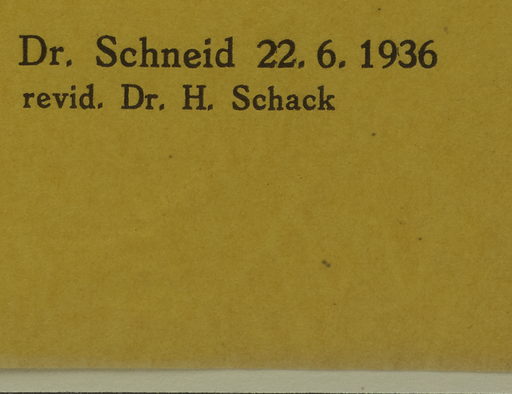 Dr. Schneid 22. 6. 1936
revid. Dr. H. Schack